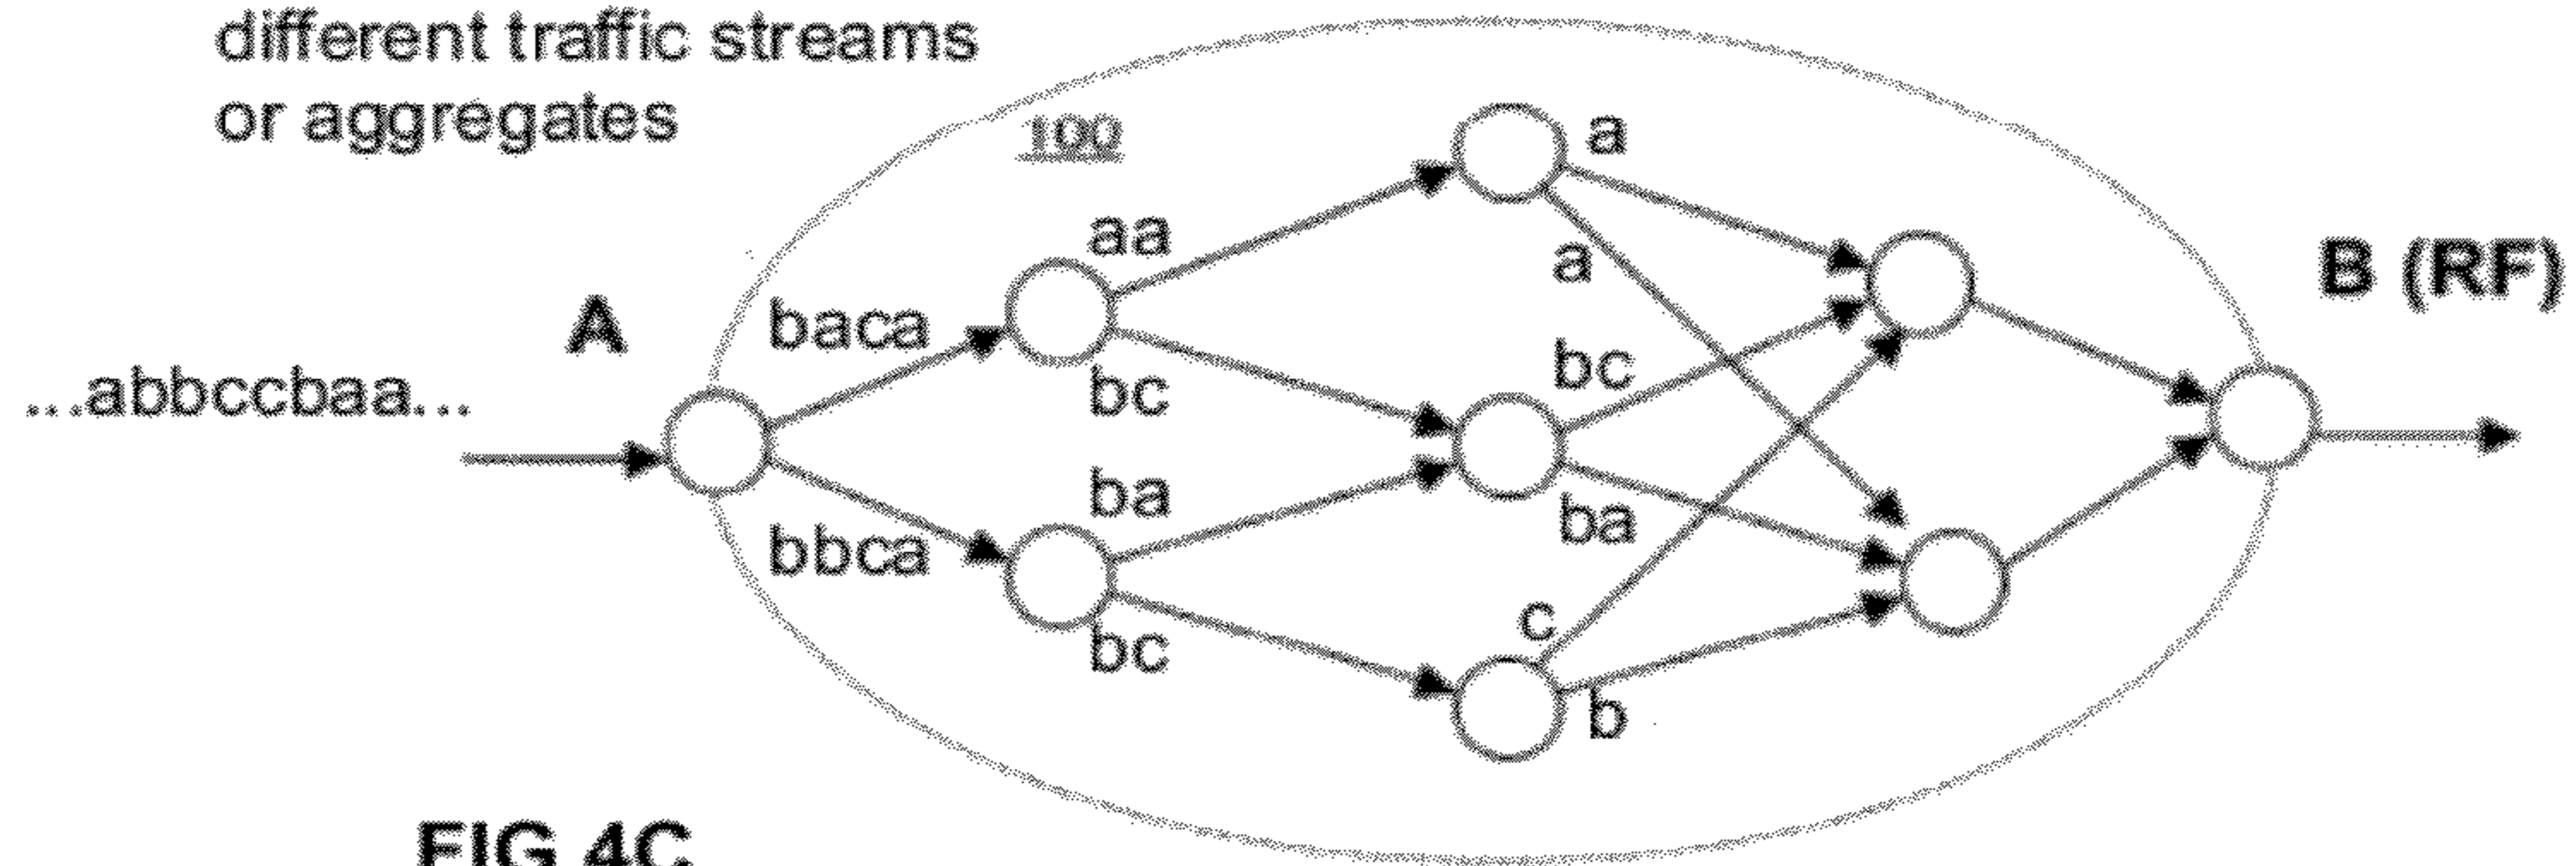 different traffic streams
or aggregates
100
a
aa
a
B (RF)
A
baca
bc
...abbccbaa...
bc
ba
ba
bbca
c
bc
b
FIG 4C